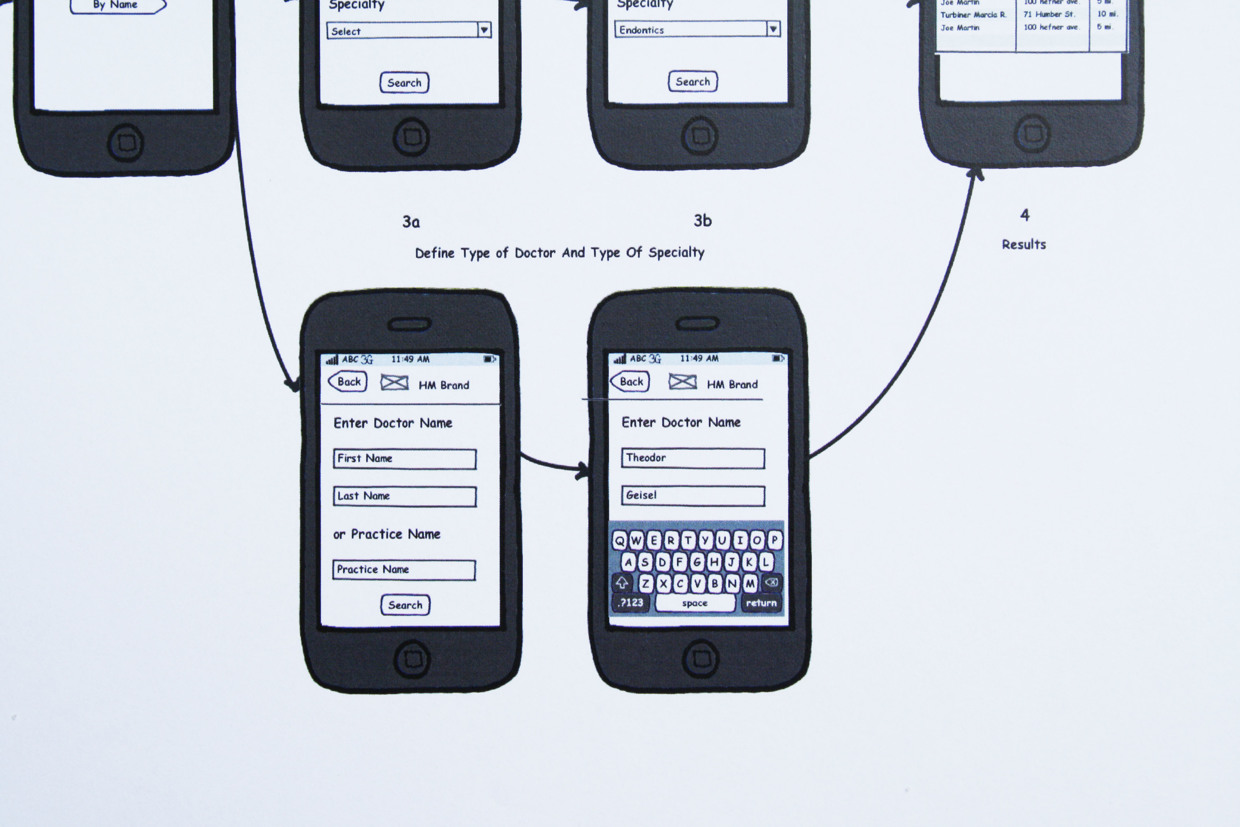 By Name
Specialty
Select
Search
Specialty
Endontics
Search
Joe Martin 100 hefner ave. 5 mi.
Turbiner Marcia R. 71 Humber St. 10 mi.
Joe Martin 100 hefner ave. 5 mi.
3a
3b
Define Type of Doctor And Type Of Specialty
4
Results
ABC 3G 11:49 AM
Back
HM Brand
Enter Doctor Name
First Name
Last Name
or Practice Name
Practice Name
Search
ABC 3G 11:49 AM
Back
HM Brand
Enter Doctor Name
Theodor
Geisel
Q W E R T Y U I O P
A S D F G H J K L
Z X C V B N M
.?123 space return